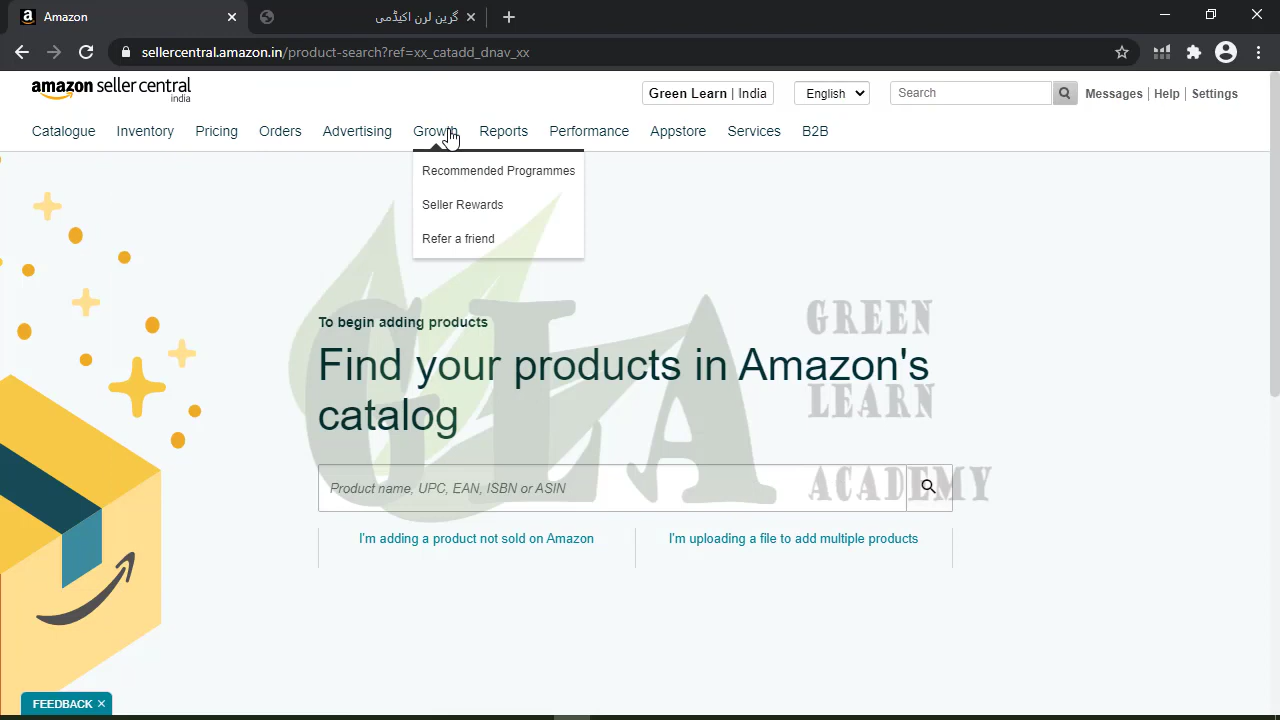 Amazon
گرین لرن اکیڈمی
sellercentral.amazon.in/product-search?ref=xx_catadd_dnav_xx
amazon seller central
india
Green Learn | India
English
Search
Messages | Help | Settings
Catalogue Inventory Pricing Orders Advertising Growth Reports Performance Appstore Services B2B
Recommended Programmes
Seller Rewards
Refer a friend
To begin adding products
Find your products in Amazon's
catalog
Product name, UPC, EAN, ISBN or ASIN
I'm adding a product not sold on Amazon
I'm uploading a file to add multiple products
GLA
GREEN
LEARN
ACADEMY
FEEDBACK